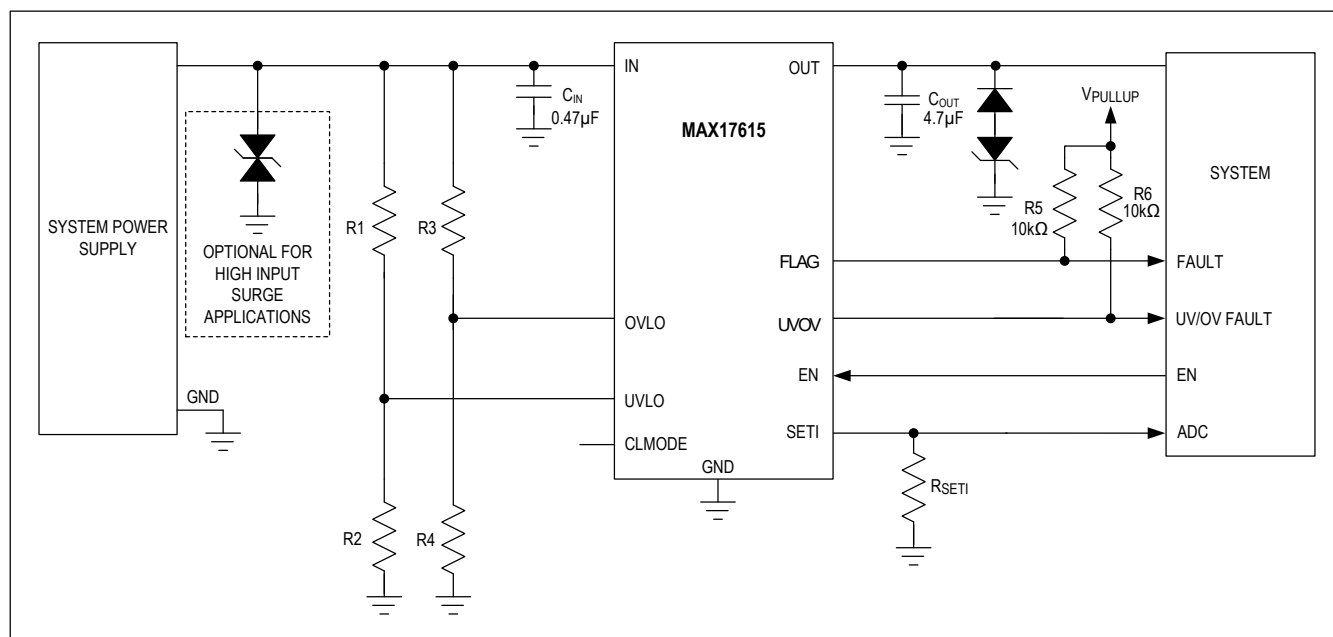 SYSTEM POWER
SUPPLY
GND
OPTIONAL FOR
HIGH INPUT
SURGE
APPLICATIONS
R1
R3
R2
R4
CIN
0.47µF
IN
OUT
MAX17615
FLAG
OVLO
UVOV
EN
UVLO
SETI
CLMODE
GND
COUT
4.7µF
VPULLUP
R5
10kΩ
R6
10kΩ
RSETI
SYSTEM
FAULT
UV/OV FAULT
EN
ADC